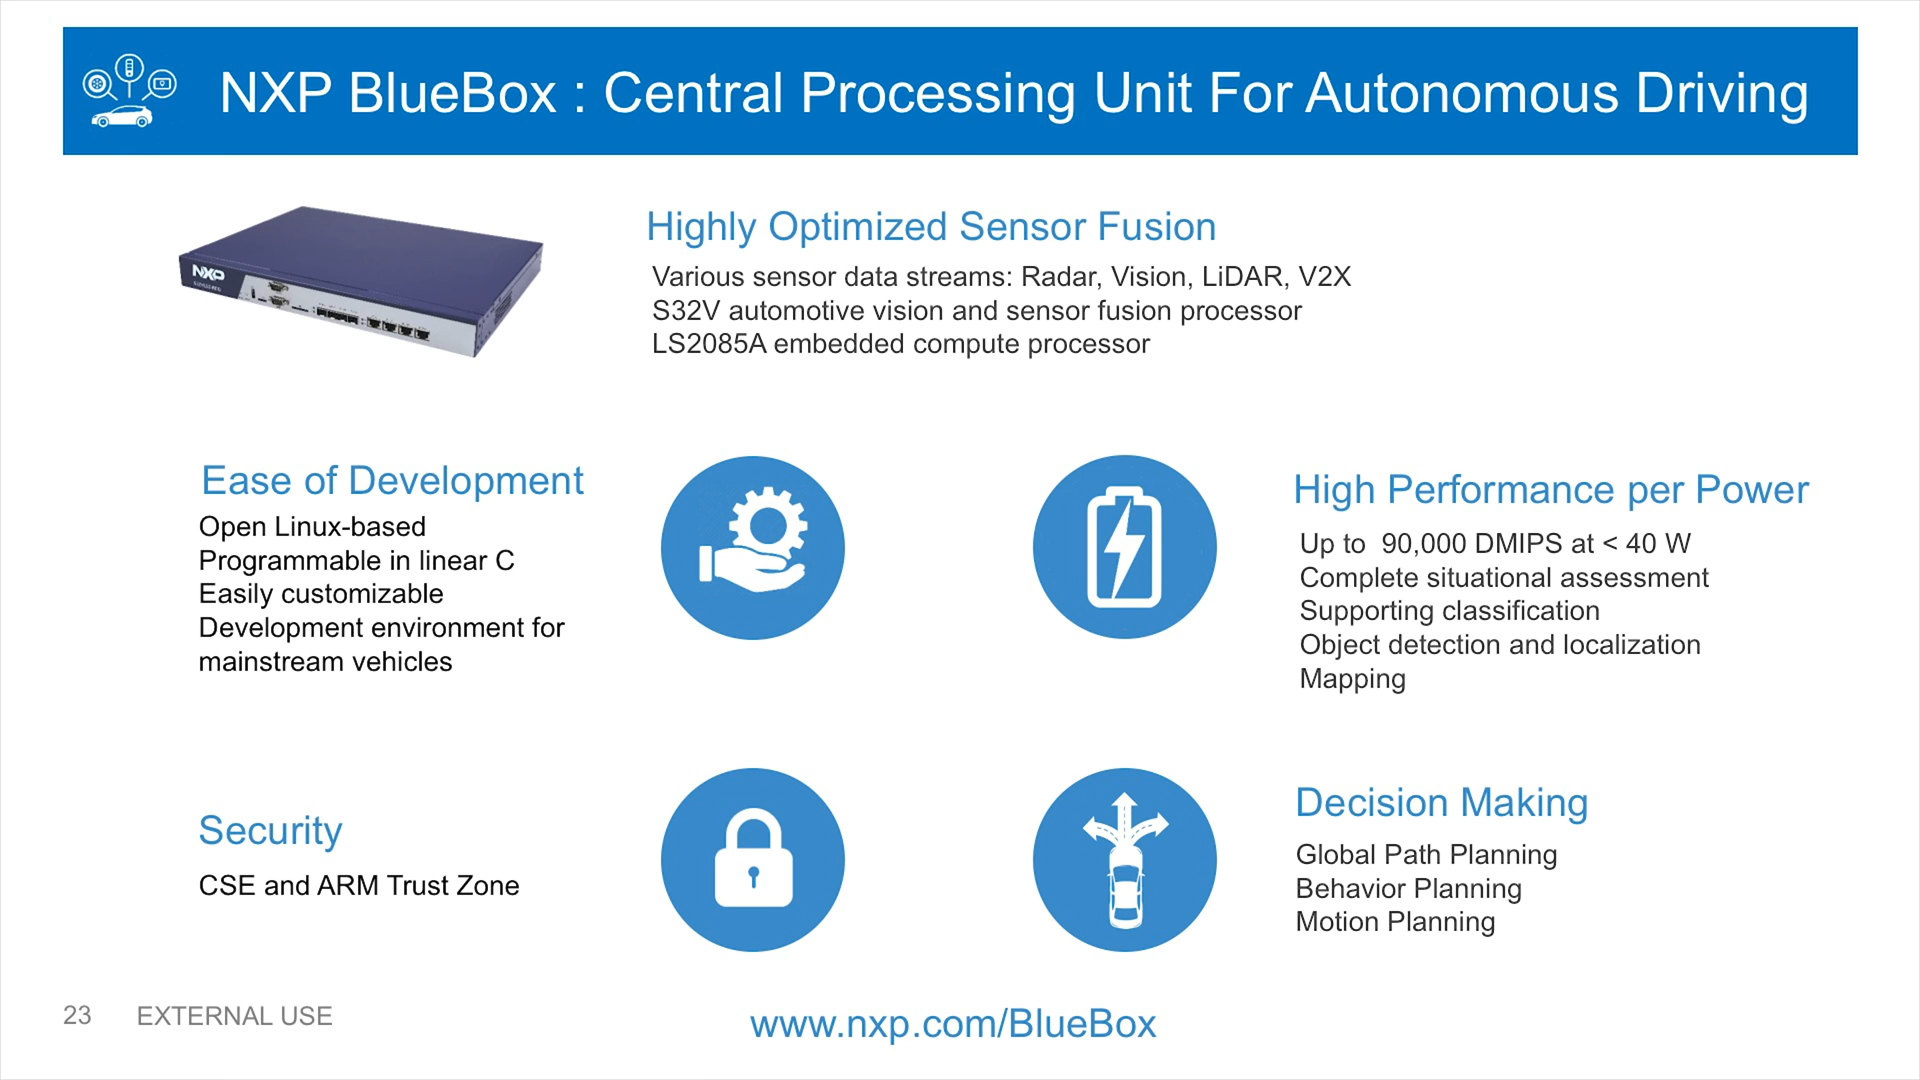 NXP BlueBox : Central Processing Unit For Autonomous Driving
NXP
Highly Optimized Sensor Fusion
Various sensor data streams: Radar, Vision, LiDAR, V2X
S32V automotive vision and sensor fusion processor
LS2085A embedded compute processor
Ease of Development
Open Linux-based
Programmable in linear C
Easily customizable
Development environment for
mainstream vehicles
High Performance per Power
Up to  90,000 DMIPS at < 40 W
Complete situational assessment
Supporting classification
Object detection and localization
Mapping
Security
CSE and ARM Trust Zone
Decision Making
Global Path Planning
Behavior Planning
Motion Planning
23 EXTERNAL USE
www.nxp.com/BlueBox